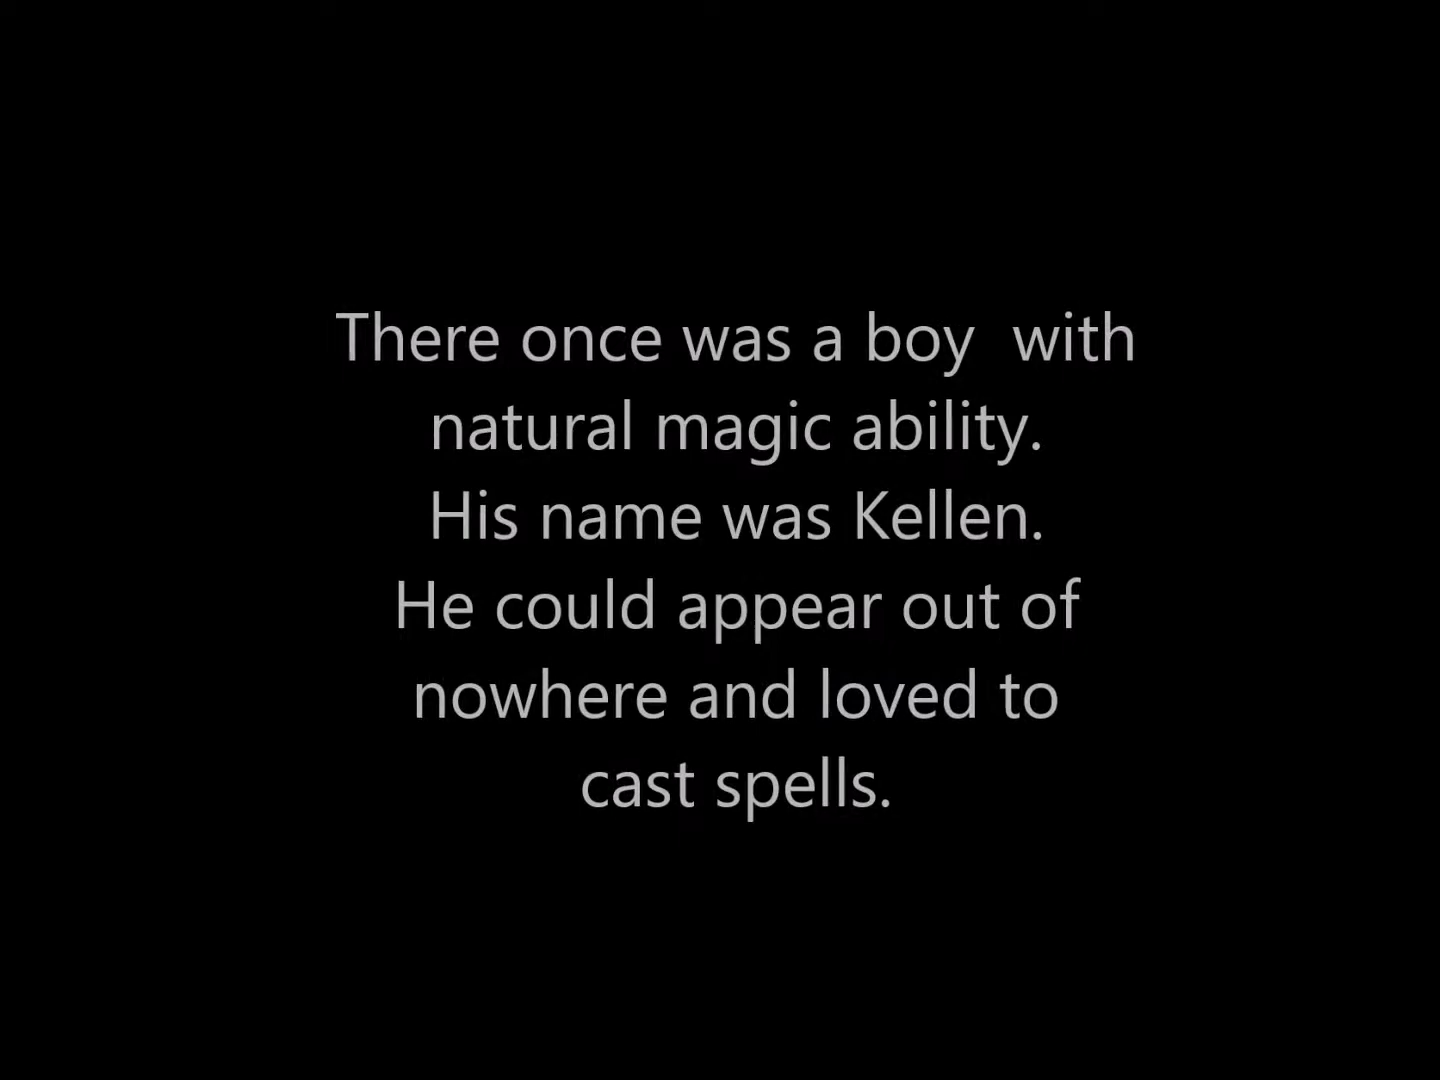 There once was a boy  with
natural magic ability.
His name was Kellen.
He could appear out of
nowhere and loved to
cast spells.